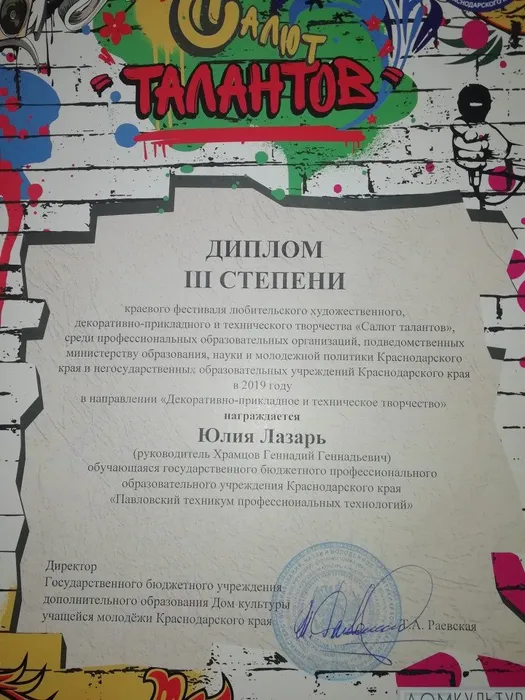 КРАСНОДАРСКОГО К
Салют
"ТАЛАНТОВ"
ДИПЛОМ
III СТЕПЕНИ
краевого фестиваля любительского художественного,
декоративно-прикладного и технического творчества «Салют талантов»,
среди профессиональных образовательных организаций, подведомственных
министерству образования, науки и молодежной политики Краснодарского
края и негосударственных образовательных учреждений Краснодарского края
в 2019 году
в направлении «Декоративно-прикладное и техническое творчество»
награждается
Юлия Лазарь
(руководитель Храмцов Геннадий Геннадьевич)
обучающаяся государственного бюджетного профессионального
образовательного учреждения Краснодарского края
«Павловский техникум профессиональных технологий»
Директор
Государственного бюджетного учреждения
дополнительного образования Дом культуры
учащейся молодёжи Краснодарского края
А. Раевская
ДОМКУЛЬТУР